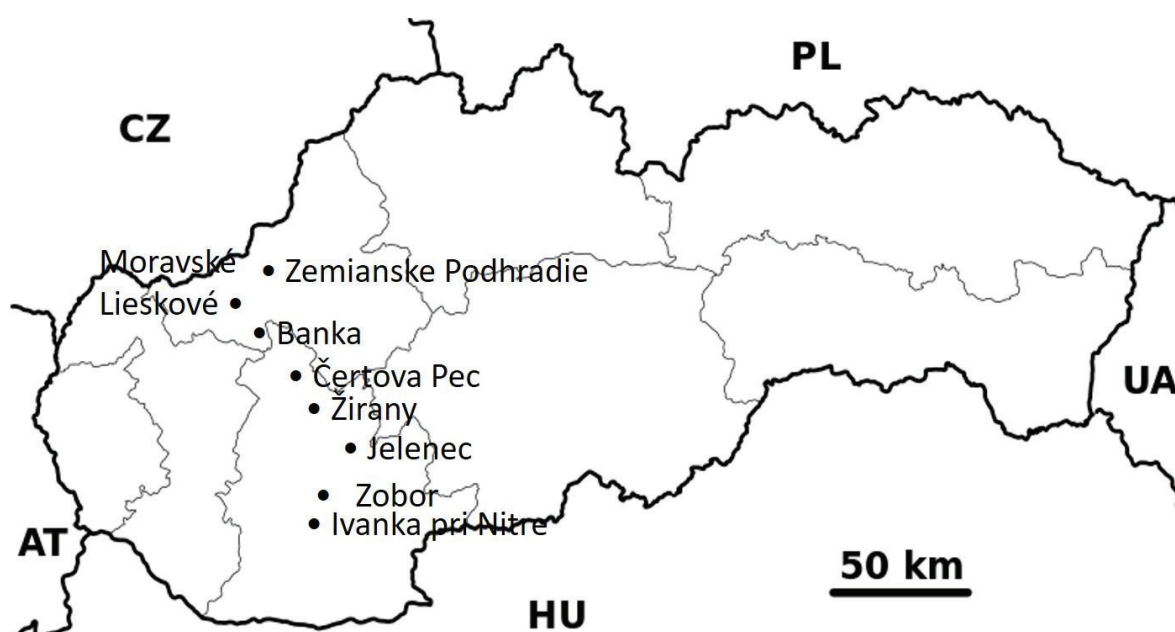 PL
CZ
Moravské
Zemianske Podhradie
Lieskové
Banka
Čertova Pec
UA
Žirany
Jelenec
Zobor
Ivanka pri Nitre
AT
50 km
HU